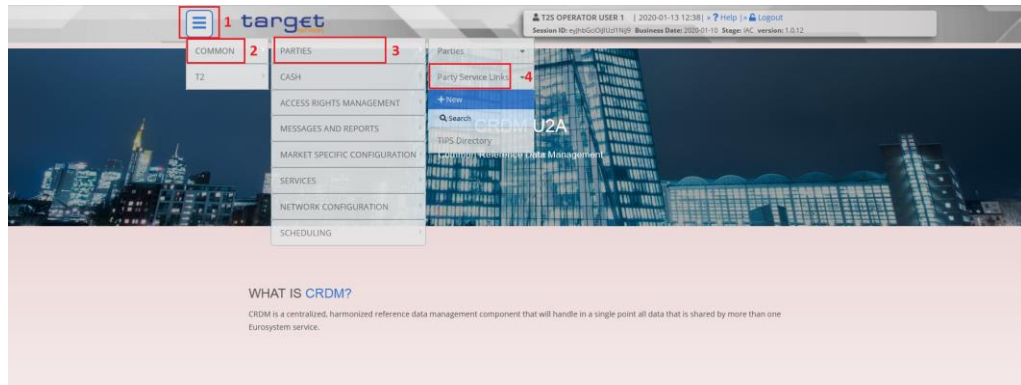 1 target
T2S OPERATOR USER 1 | 2020-01-13 12:38| » ? Help |» Logout
Business Date: 2020-01-10 Stage: IAC version: 1.0.12
COMMON 2 PARTIES 3 Parties
T2 CASH Party Service Links 4
ACCESS RIGHTS MANAGEMENT + New
MESSAGES AND REPORTS Search
CRDM U2A
TIPS Directory
MARKET SPECIFIC CONFIGURATION Common Reference Data Management
SERVICES
NETWORK CONFIGURATION
SCHEDULING
WHAT IS CRDM?
CRDM is a centralized, harmonized reference data management component that will handle in a single point all data that is shared by more than one
Eurosystem service.